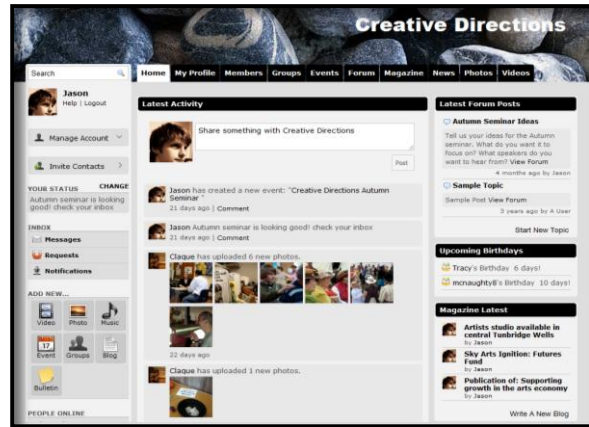 Creative Directions
Search
Home
My Profile
Members
Groups
Events
Forum
Magazine
News
Photos
Videos
Jason
Help | Logout
Manage Account
Invite Contacts
YOUR STATUS
CHANGE
Autumn seminar is looking
good! check your inbox
INBOX
Messages
Requests
Notifications
ADD NEW...
Video
Photo
Music
17
Event
Groups
Blog
Bulletin
PEOPLE ONLINE
Latest Activity
Share something with Creative Directions
Post
Jason has created a new event: "Creative Directions Autumn
Seminar "
21 days ago | Comment
Jason Autumn seminar is looking good! check your inbox
21 days ago | Comment
Claque has uploaded 6 new photos.
22 days ago
Claque has uploaded 1 new photos.
Latest Forum Posts
Autumn Seminar Ideas
Tell us your ideas for the Autumn
seminar. What do you want it to
focus on? What speakers do you
want to hear from? View Forum
4 months ago by Jason
Sample Topic
Sample Post View Forum
3 years ago by A User
Start New Topic
Upcoming Birthdays
Tracy's Birthday 6 days!
mcnaughty8's Birthday 10 days!
Magazine Latest
Artists studio available in
central Tunbridge Wells
by Jason
Sky Arts Ignition: Futures
Fund
by Jason
Publication of: Supporting
growth in the arts economy
by Jason
Write A New Blog